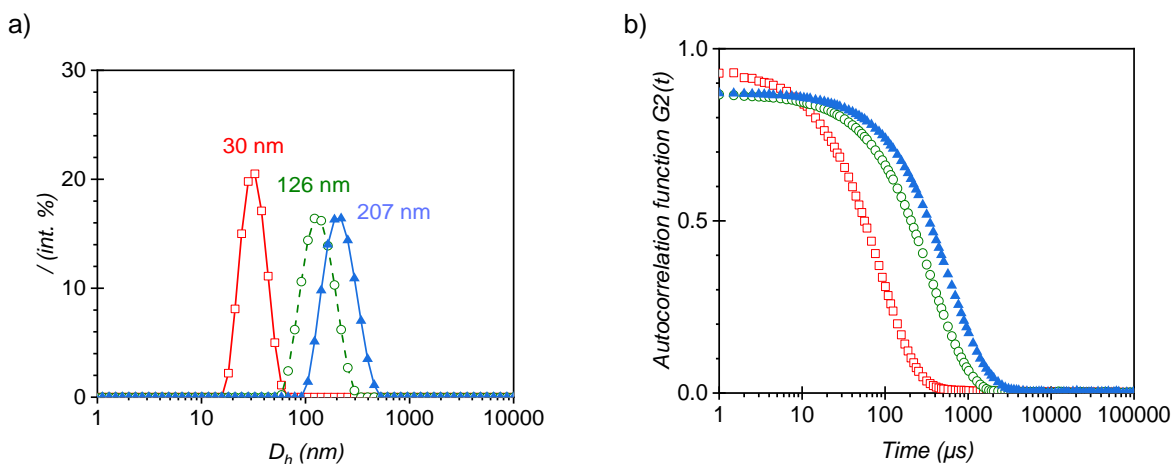 a)
30
20
10
0
/ (int. %)
30 nm
126 nm
207 nm
1
10
100
1000
10000
D_h (nm)
b)
1.0
0.5
0.0
Autocorrelation function G2(t)
1
10
100
1000
10000
100000
Time (µs)